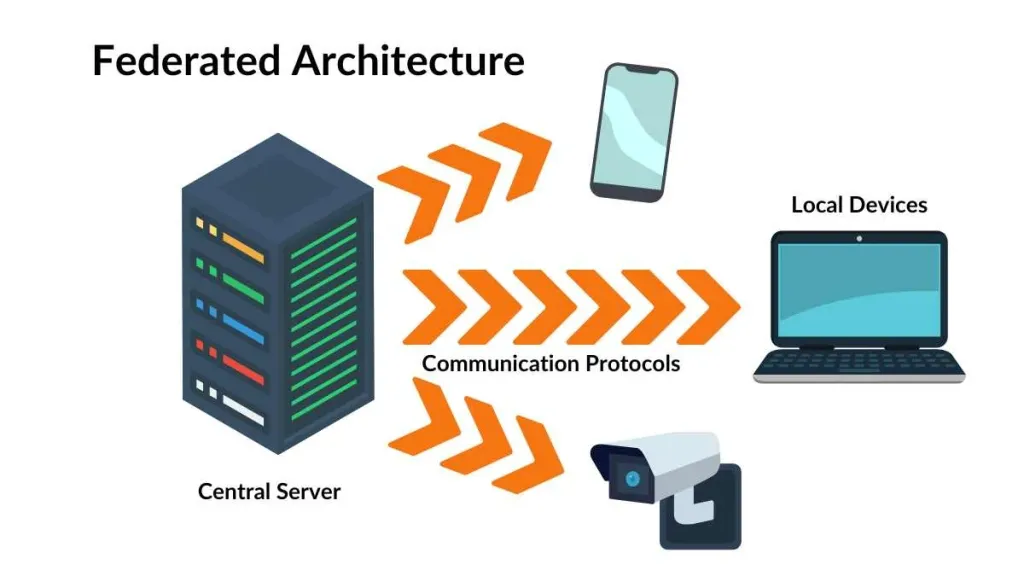 Federated Architecture
Local Devices
Communication Protocols
Central Server